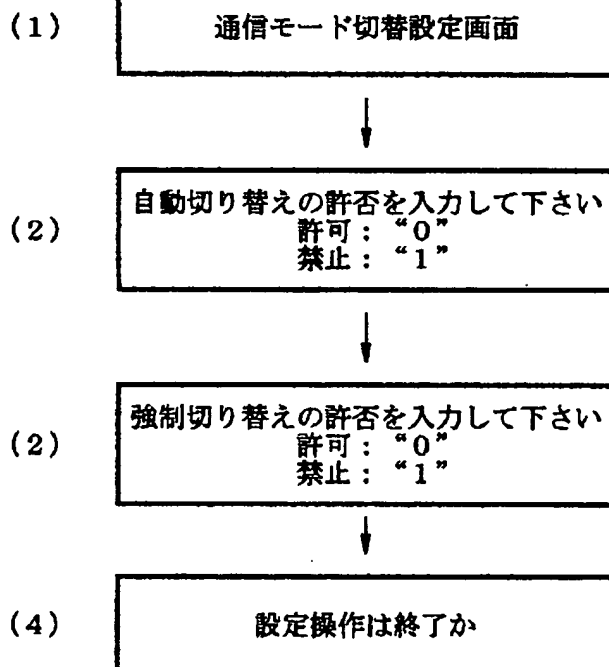 (1) 通信モード切替設定画面
自動切り替えの許否を入力して下さい
(2) 許可：“0”
禁止：“1”
強制切り替えの許否を入力して下さい
(2) 許可：“0”
禁止：“1”
(4) 設定操作は終了か